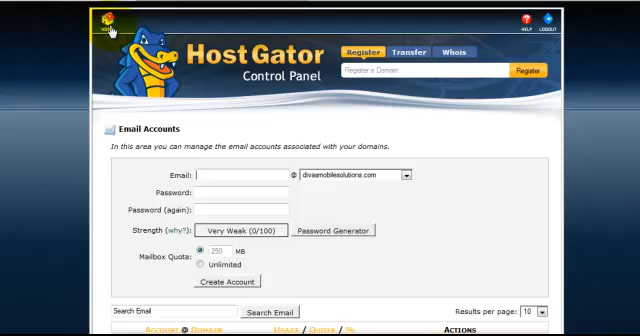 HELP LOGOUT
HostGator
Control Panel
Register Transfer Whois
Register a Domain Register
Email Accounts
In this area you can manage the email accounts associated with your domains.
Email: @ divasmobilesolutions.com
Password:
Password (again):
Strength (why?): Very Weak (0/100) Password Generator
Mailbox Quota: 250 MB
Unlimited
Create Account
Search Email Search Email Results per page: 10
Account @ Domain Usage / Quota / % Actions